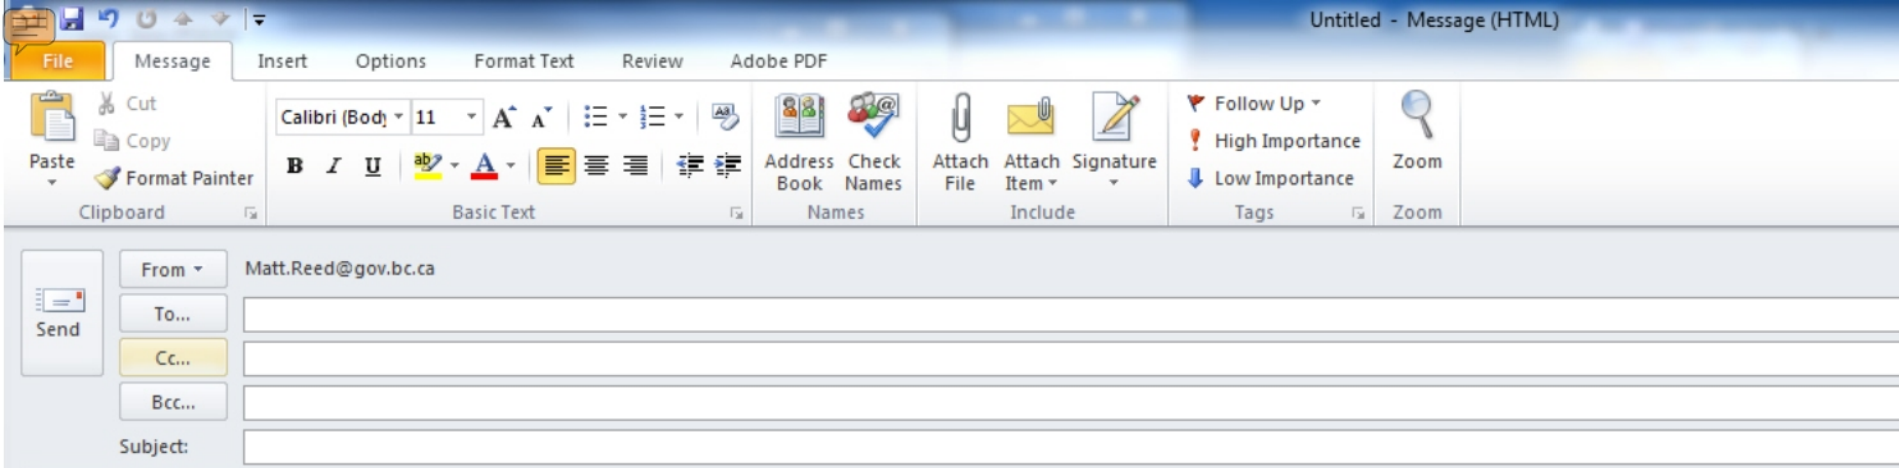 Untitled - Message (HTML)
File Message Insert Options Format Text Review Adobe PDF
Paste
Cut
Copy
Format Painter
Clipboard
Calibri (Body 11
B I U
Basic Text
Address Book
Check Names
Names
Attach File
Attach Item
Signature
Include
Follow Up
High Importance
Low Importance
Tags
Zoom
Zoom
Send
From Matt.Reed@gov.bc.ca
To...
Cc...
Bcc...
Subject: